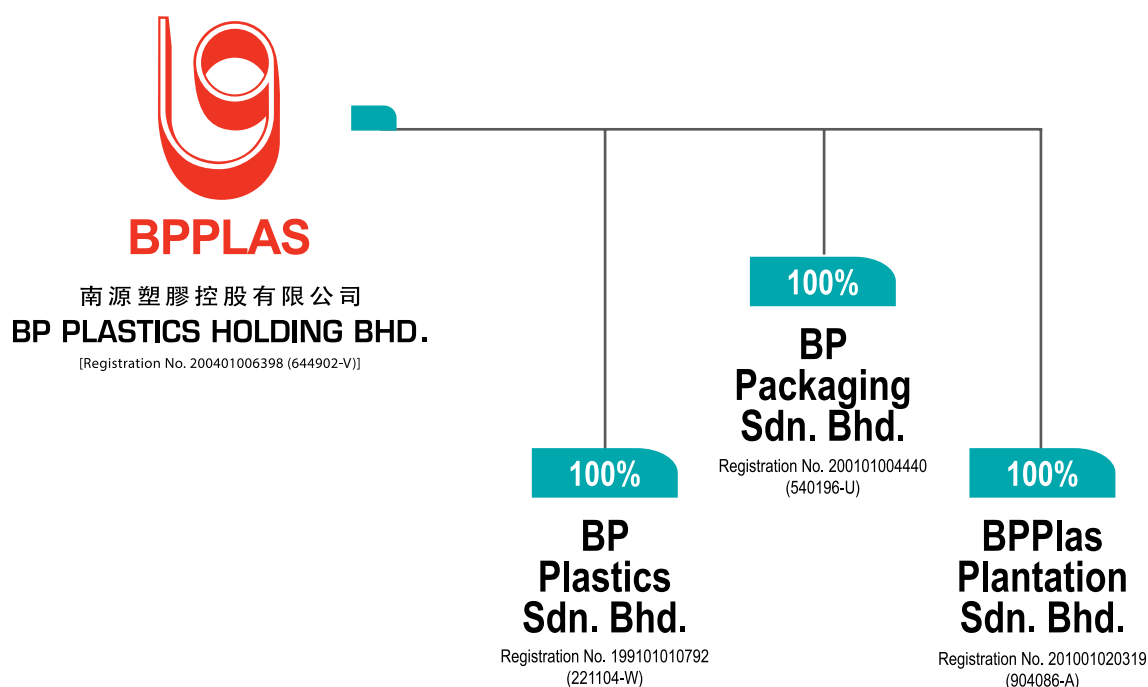 BPPLAS
南源塑膠控股有限公司
BP PLASTICS HOLDING BHD.
[Registration No. 200401006398 (644902-V)]
100%
BP
Plastics
Sdn. Bhd.
Registration No. 199101010792
(221104-W)
100%
BP
Packaging
Sdn. Bhd.
Registration No. 200101004440
(540196-U)
100%
BPPlas
Plantation
Sdn. Bhd.
Registration No. 201001020319
(904086-A)